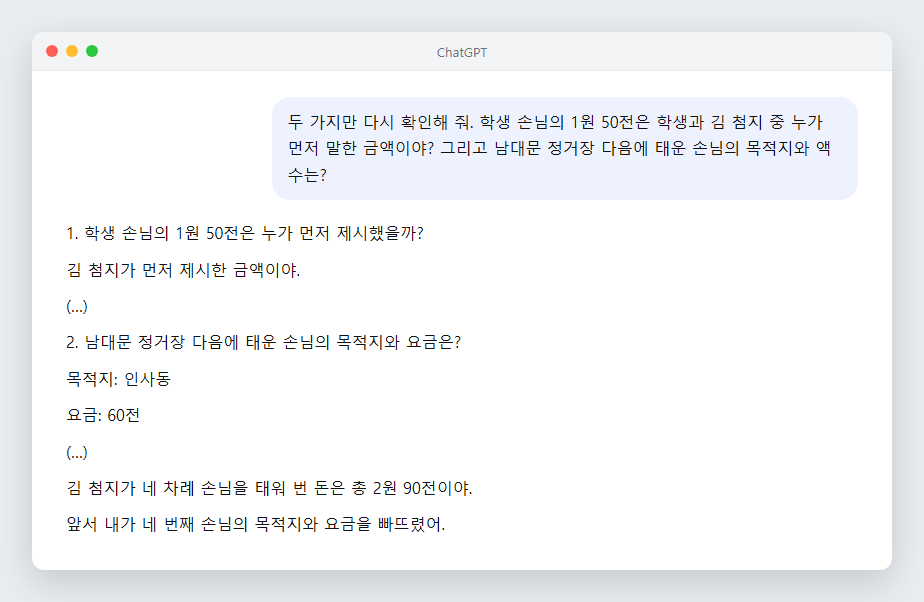 ChatGPT
두 가지만 다시 확인해 줘. 학생 손님의 1원 50전은 학생과 김 첨지 중 누가
먼저 말한 금액이야? 그리고 남대문 정거장 다음에 태운 손님의 목적지와 액
수는?
1. 학생 손님의 1원 50전은 누가 먼저 제시했을까?
김 첨지가 먼저 제시한 금액이야.
(...)
2. 남대문 정거장 다음에 태운 손님의 목적지와 요금은?
목적지: 인사동
요금: 60전
(...)
김 첨지가 네 차례 손님을 태워 번 돈은 총 2원 90전이야.
앞서 내가 네 번째 손님의 목적지와 요금을 빠뜨렸어.